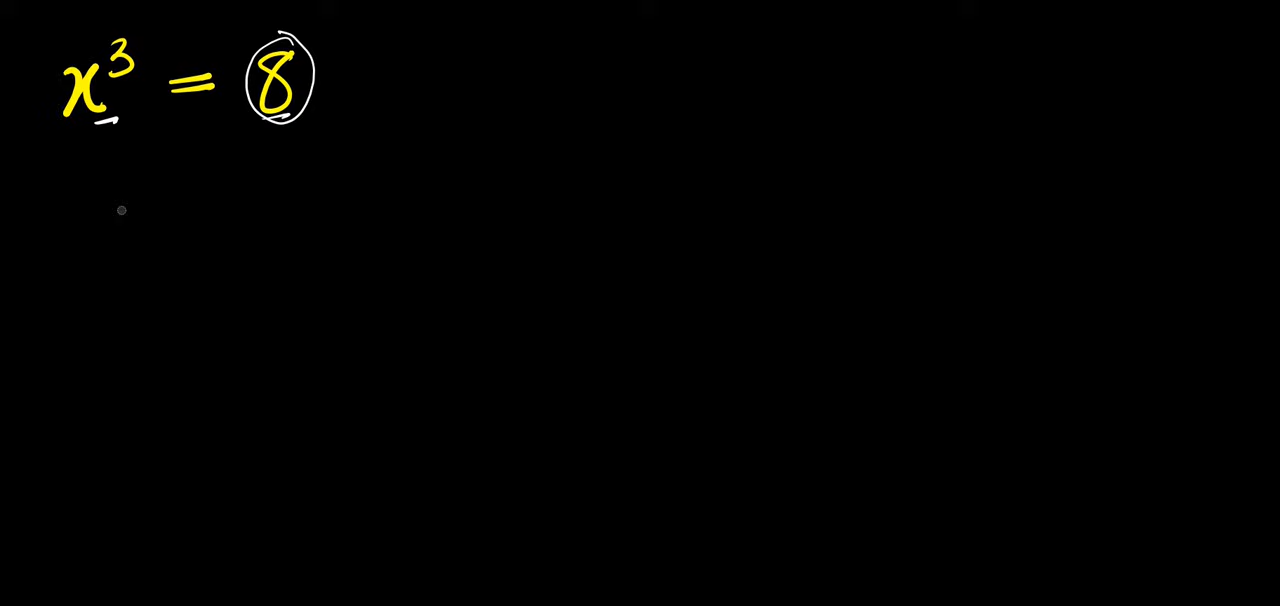 x³ = 8